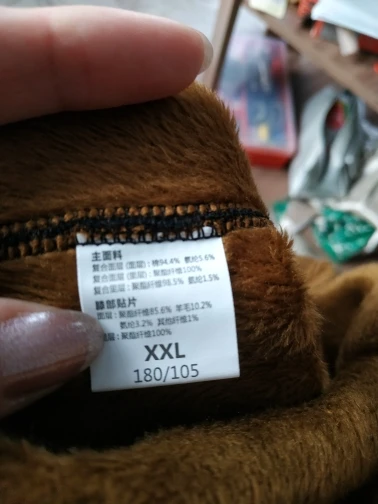 主面料
复合面层 (面层) : 棉94.4% 氨纶5.6%
复合面层 (底层) : 聚酯纤维100%
复合里层 : 聚酯纤维98.5% 氨纶1.5%
膝部贴片
层 : 聚酯纤维85.6% 羊毛10.2%
氨纶3.2% 其他纤维1%
层 : 聚酯纤维100%
XXL
180/105